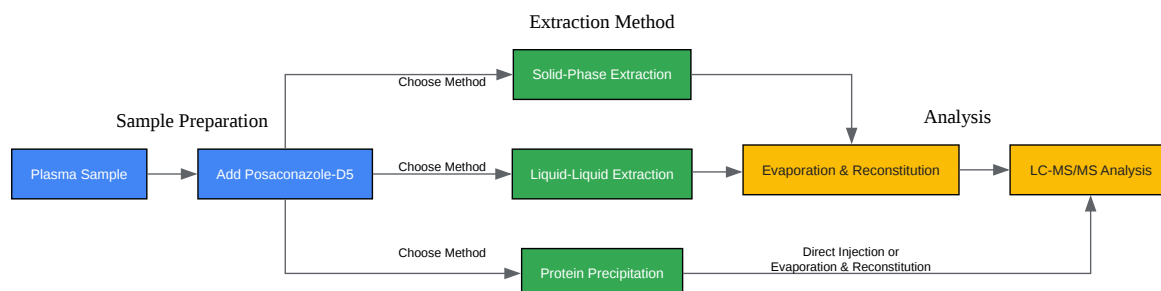 Extraction Method
Solid-Phase Extraction
Choose Method
Sample Preparation
Analysis
Plasma Sample
Add Posaconazole-D5
Choose Method
Liquid-Liquid Extraction
Evaporation & Reconstitution
LC-MS/MS Analysis
Choose Method
Protein Precipitation
Direct Injection or
Evaporation & Reconstitution